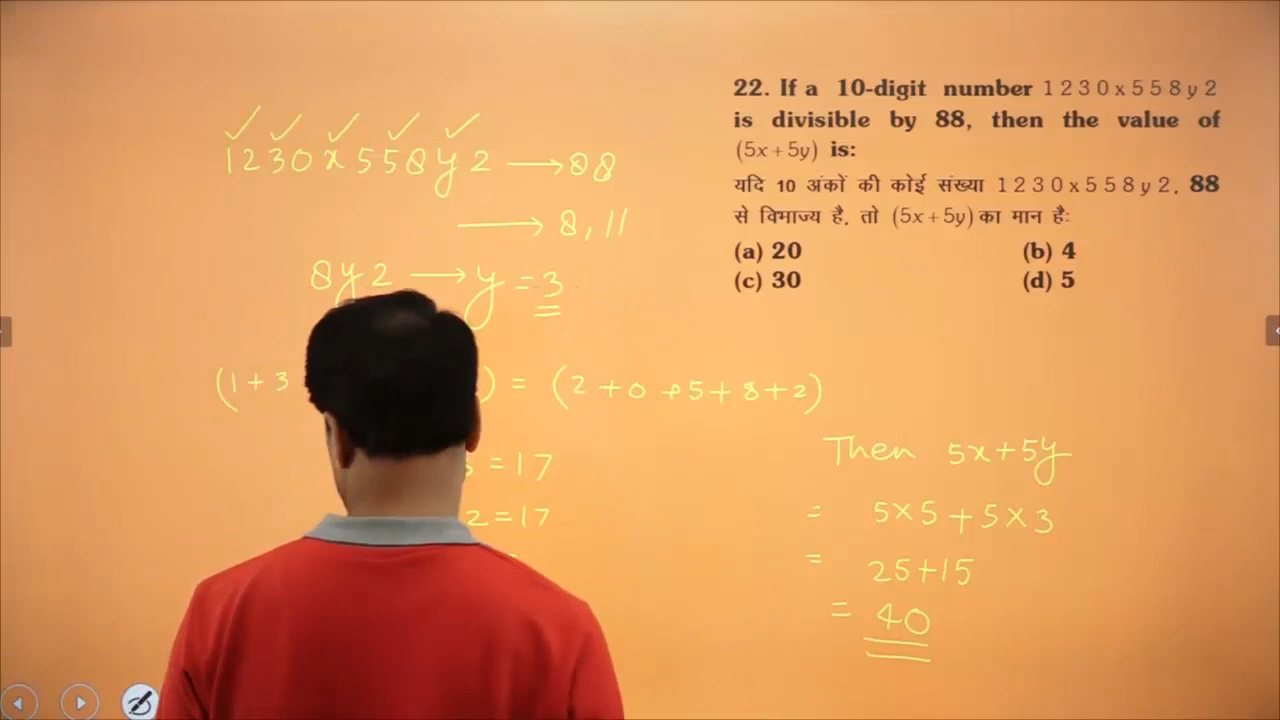 1230x558y2 → 88
→ 8, 11
8y2 → y = 3
(1 + 3 ) = (2 + 0 + 5 + 8 + 2)
= 17
2 = 17
22. If a 10-digit number 1 2 3 0 x 5 5 8 y 2
is divisible by 88, then the value of
(5x + 5y) is:
यदि 10 अंकों की कोई संख्या 1 2 3 0 x 5 5 8 y 2, 88
से विभाज्य है, तो (5x + 5y) का मान है:
(a) 20 (b) 4
(c) 30 (d) 5
Then 5x + 5y
= 5×5 + 5×3
= 25+15
= 40